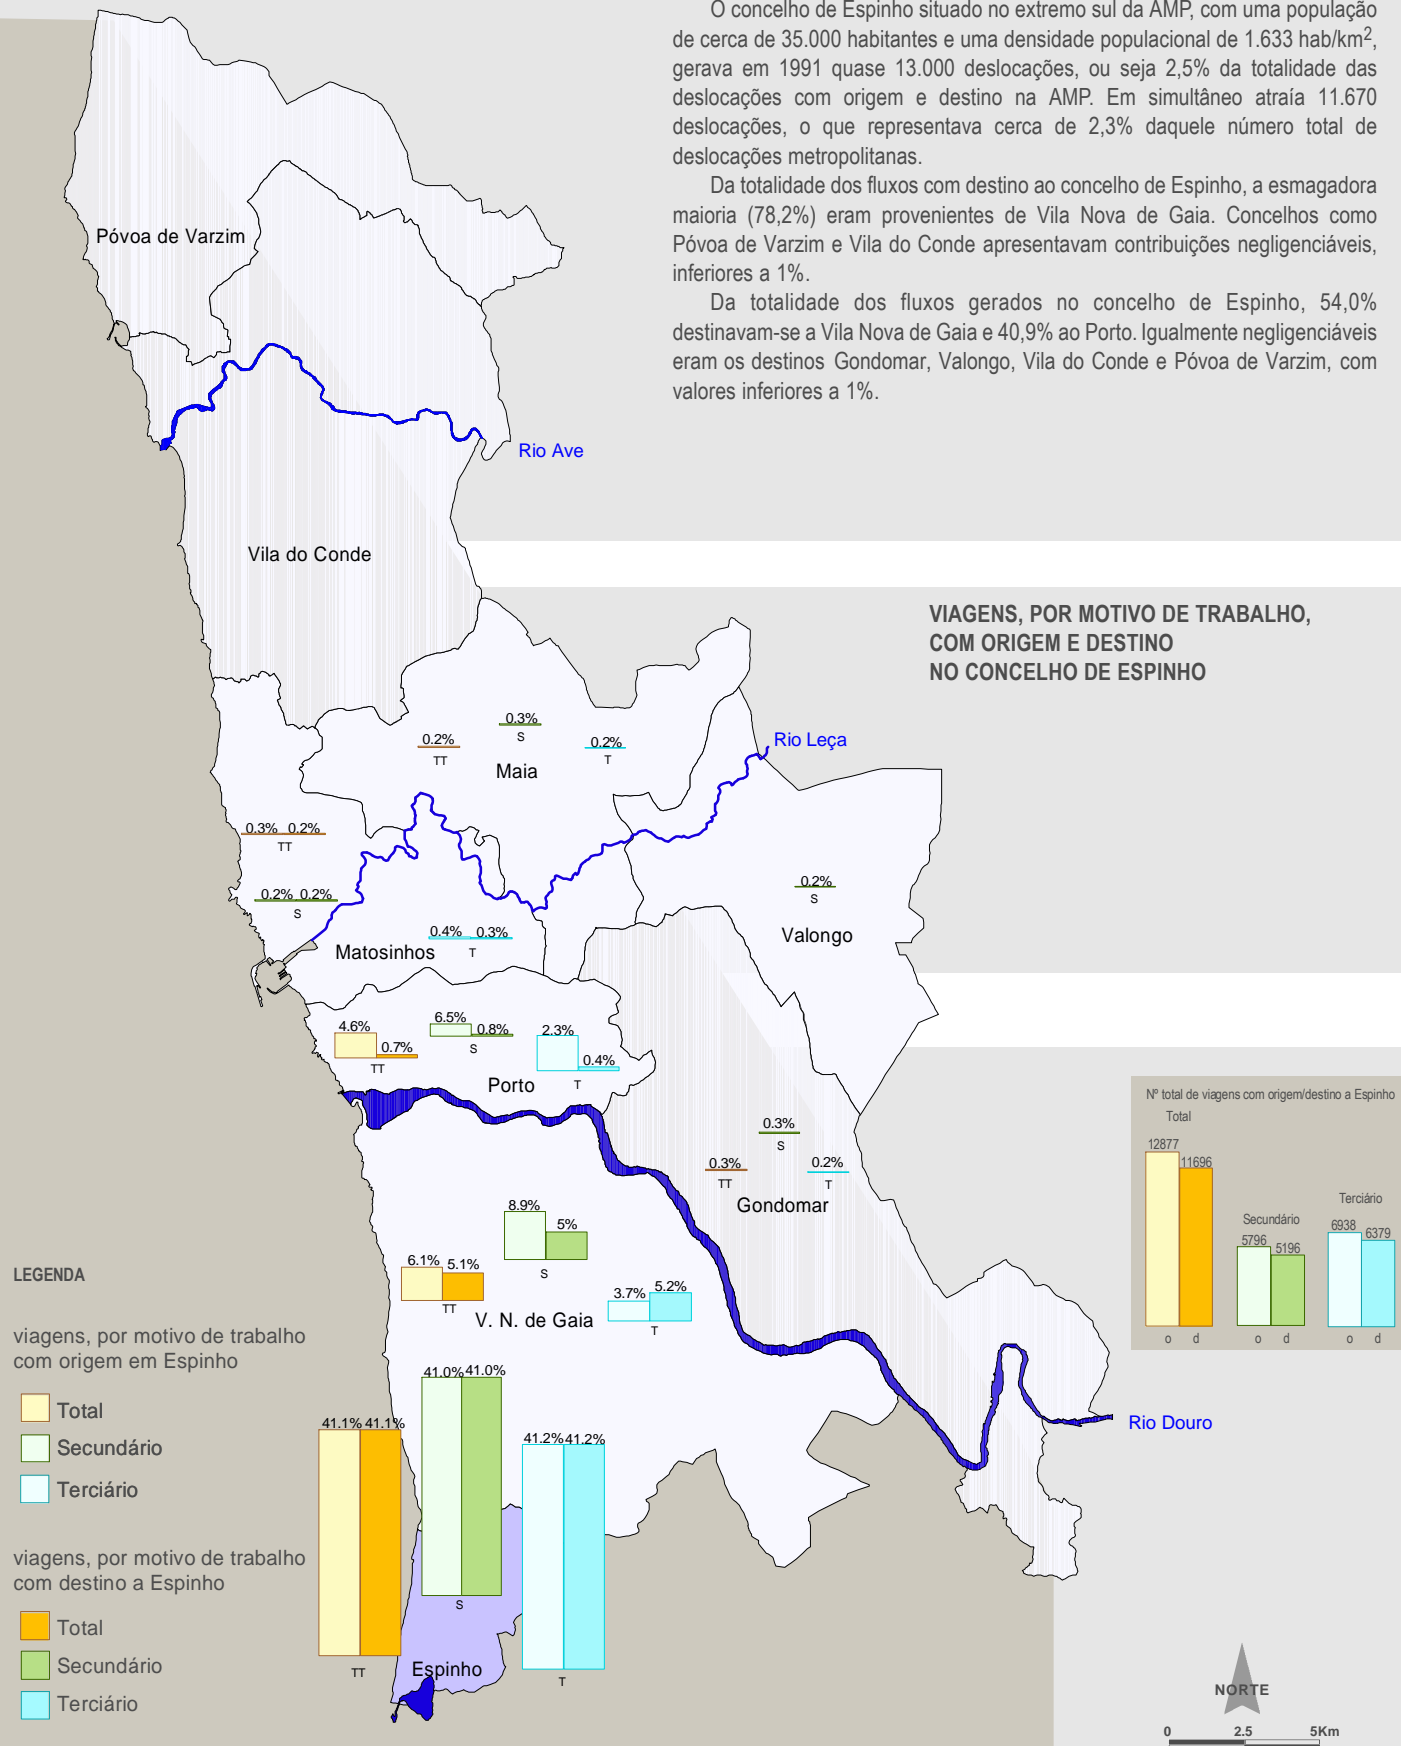 O concelho de Espinho situado no extremo sul da AMP, com uma população
de cerca de 35.000 habitantes e uma densidade populacional de 1.633 hab/km²,
gerava em 1991 quase 13.000 deslocações, ou seja 2,5% da totalidade das
deslocações com origem e destino na AMP. Em simultâneo atraía 11.670
deslocações, o que representava cerca de 2,3% daquele número total de
deslocações metropolitanas.
Da totalidade dos fluxos com destino ao concelho de Espinho, a esmagadora
maioria (78,2%) eram provenientes de Vila Nova de Gaia. Concelhos como
Póvoa de Varzim e Vila do Conde apresentavam contribuições negligenciáveis,
inferiores a 1%.
Da totalidade dos fluxos gerados no concelho de Espinho, 54,0%
destinavam-se a Vila Nova de Gaia e 40,9% ao Porto. Igualmente negligenciáveis
eram os destinos Gondomar, Valongo, Vila do Conde e Póvoa de Varzim, com
valores inferiores a 1%.
Póvoa de Varzim
Rio Ave
Vila do Conde
VIAGENS, POR MOTIVO DE TRABALHO,
COM ORIGEM E DESTINO
NO CONCELHO DE ESPINHO
0.3%
S
0.2%
TT
0.2%
T
Maia
Rio Leça
0.3% 0.2%
TT
0.2% 0.2%
S
0.4% 0.3%
T
Matosinhos
0.2%
S
Valongo
4.6% 0.7%
TT
6.5% 0.8%
S
2.3% 0.4%
T
Porto
0.3%
S
0.3%
TT
0.2%
T
Gondomar
8.9% 5%
S
6.1% 5.1%
TT
3.7% 5.2%
T
V. N. de Gaia
41.0% 41.0%
S
41.1% 41.1%
TT
41.2% 41.2%
T
Espinho
Rio Douro
Nº total de viagens com origem/destino a Espinho
Total
12877 11696
o d
Secundário
5796 5196
o d
Terciário
6938 6379
o d
LEGENDA
viagens, por motivo de trabalho
com origem em Espinho
Total
Secundário
Terciário
viagens, por motivo de trabalho
com destino a Espinho
Total
Secundário
Terciário
NORTE
0 2.5 5Km